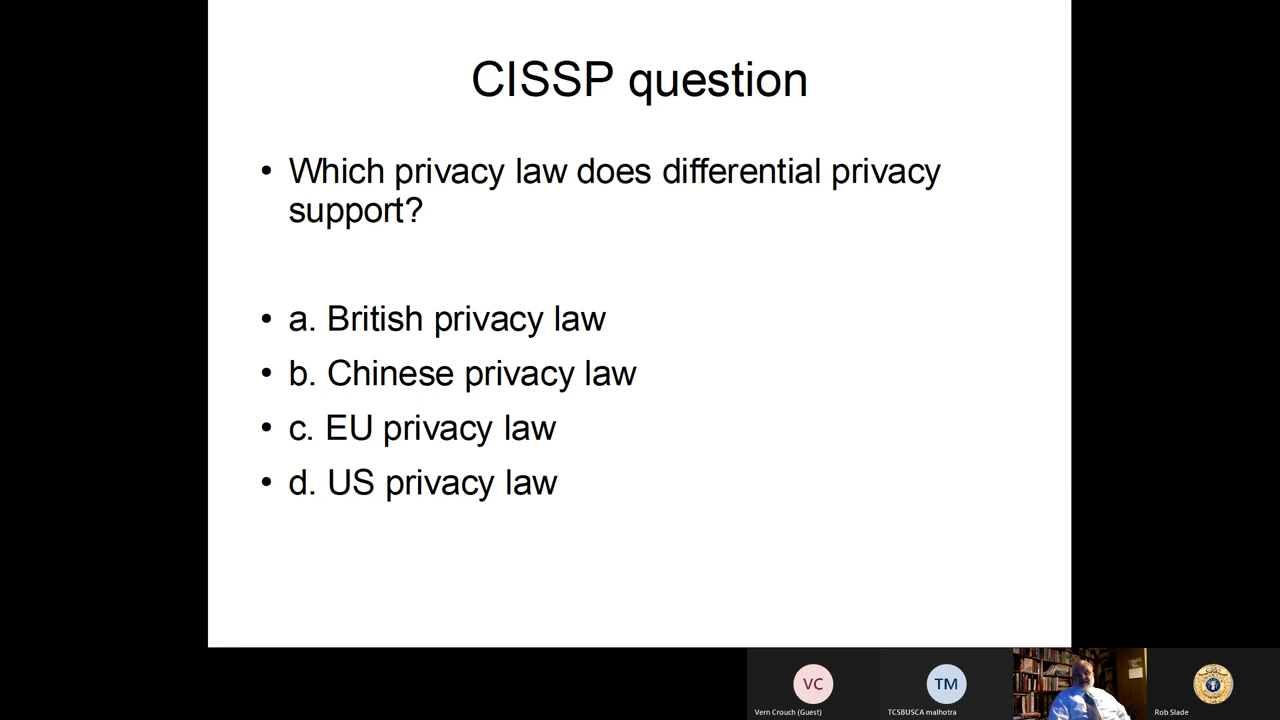 CISSP question
• Which privacy law does differential privacy
support?
• a. British privacy law
• b. Chinese privacy law
• c. EU privacy law
• d. US privacy law
VC
TM
Vern Crouch (Guest)
TCSBUSCA malhotra
Rob Slade